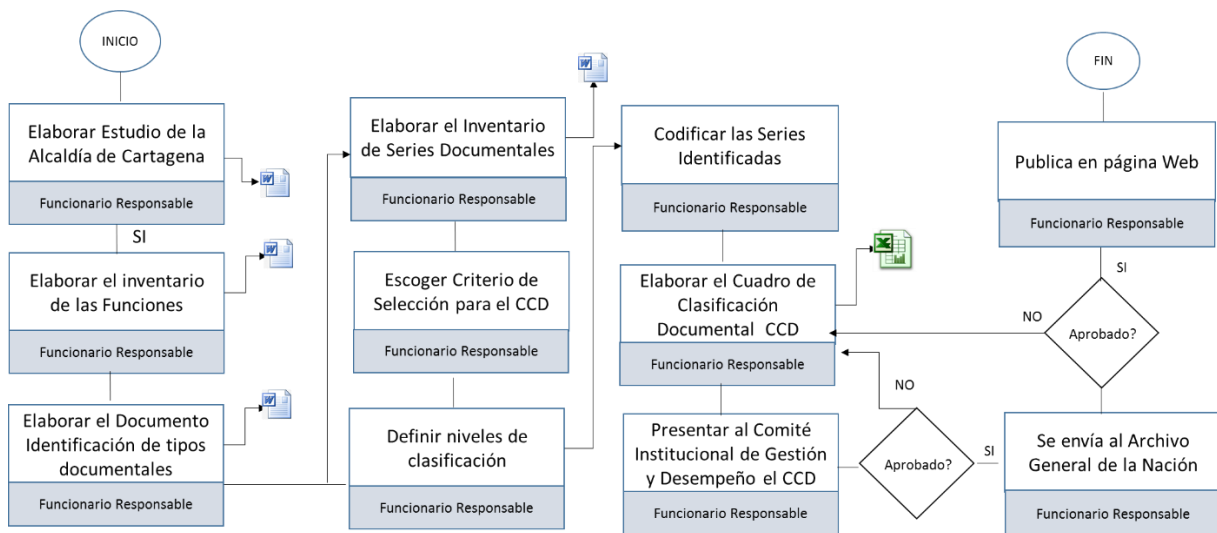 INICIO
Elaborar Estudio de la
Alcaldía de Cartagena
Funcionario Responsable
SI
Elaborar el inventario
de las Funciones
Funcionario Responsable
Elaborar el Documento
Identificación de tipos
documentales
Funcionario Responsable
Elaborar el Inventario
de Series Documentales
Funcionario Responsable
Escoger Criterio de
Selección para el CCD
Funcionario Responsable
Definir niveles de
clasificación
Funcionario Responsable
Codificar las Series
Identificadas
Funcionario Responsable
Elaborar el Cuadro de
Clasificación
Documental CCD
Funcionario Responsable
Presentar al Comité
Institucional de Gestión
y Desempeño el CCD
Funcionario Responsable
NO
Aprobado?
SI
Se envía al Archivo
General de la Nación
Funcionario Responsable
Aprobado?
NO
SI
Publica en página Web
Funcionario Responsable
FIN
W
W
W
W
X